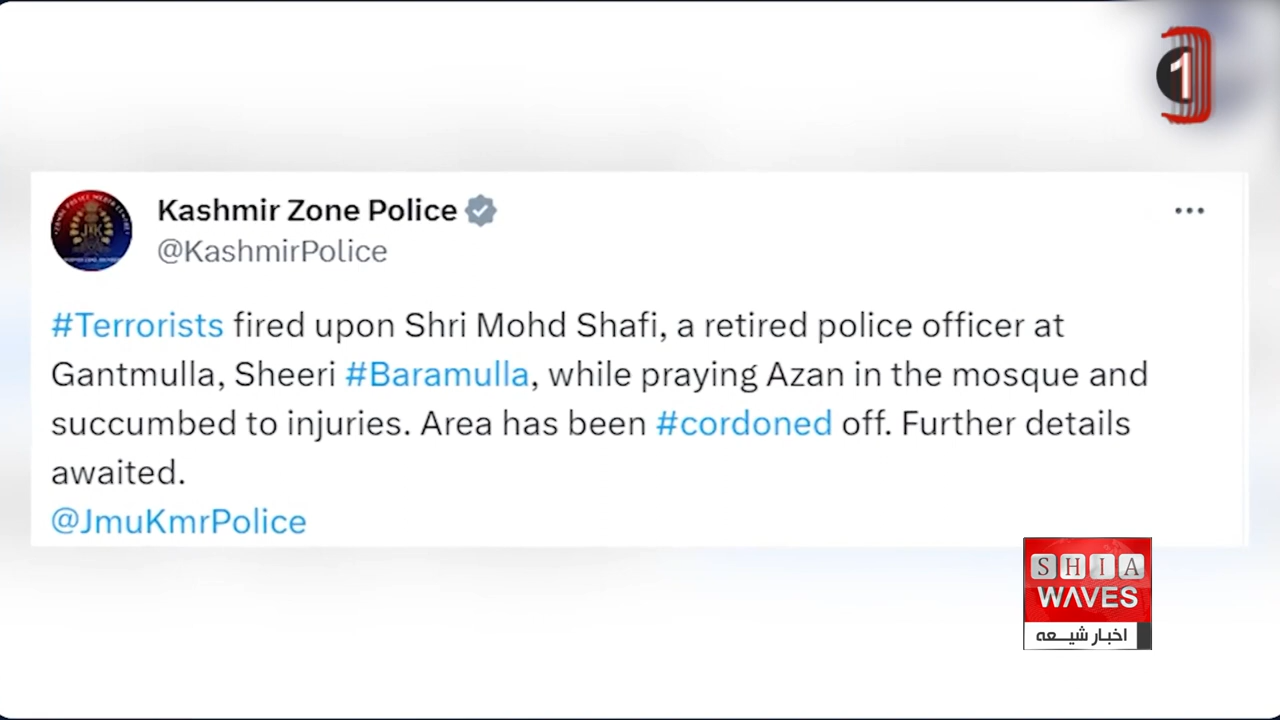 1
Kashmir Zone Police
@KashmirPolice
#Terrorists fired upon Shri Mohd Shafi, a retired police officer at
Gantmulla, Sheeri #Baramulla, while praying Azan in the mosque and
succumbed to injuries. Area has been #cordoned off. Further details
awaited.
@JmuKmrPolice
SHIA
WAVES
اخبار شیعه